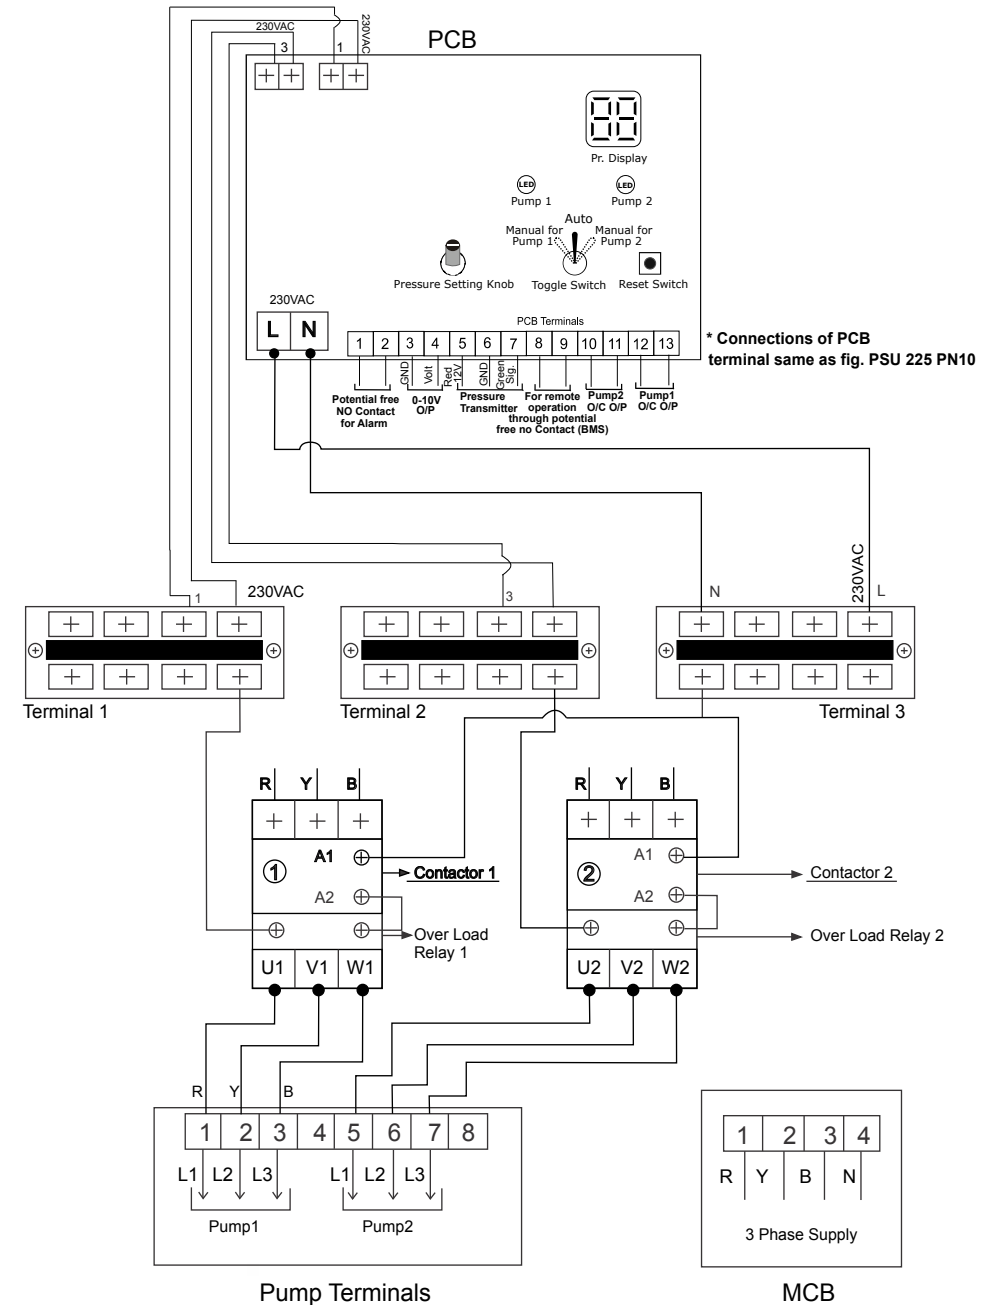 230VAC
3
1
230VAC
PCB
Pr. Display
LED
LED
Pump 1
Pump 2
Auto
Manual for
Pump 1
Manual for
Pump 2
Pressure Setting Knob
Toggle Switch
Reset Switch
230VAC
L N
PCB Terminals
1 2 3 4 5 6 7 8 9 10 11 12 13
* Connections of PCB
terminal same as fig. PSU 225 PN10
GND
Volt
Red
12V
GND
Green
Sig.
Potential free
NO Contact
for Alarm
0-10V
O/P
Pressure
Transmitter
For remote
operation
through potential
free no Contact (BMS)
Pump2
O/C O/P
Pump1
O/C O/P
1
230VAC
3
N
230VAC
L
Terminal 1
Terminal 2
Terminal 3
R Y B
R Y B
1
A1
A2
Contactor 1
2
A1
A2
Contactor 2
Over Load
Relay 1
Over Load Relay 2
U1 V1 W1
U2 V2 W2
R Y B
1 2 3 4 5 6 7 8
L1 L2 L3
L1 L2 L3
Pump1
Pump2
Pump Terminals
1 2 3 4
R Y B N
3 Phase Supply
MCB